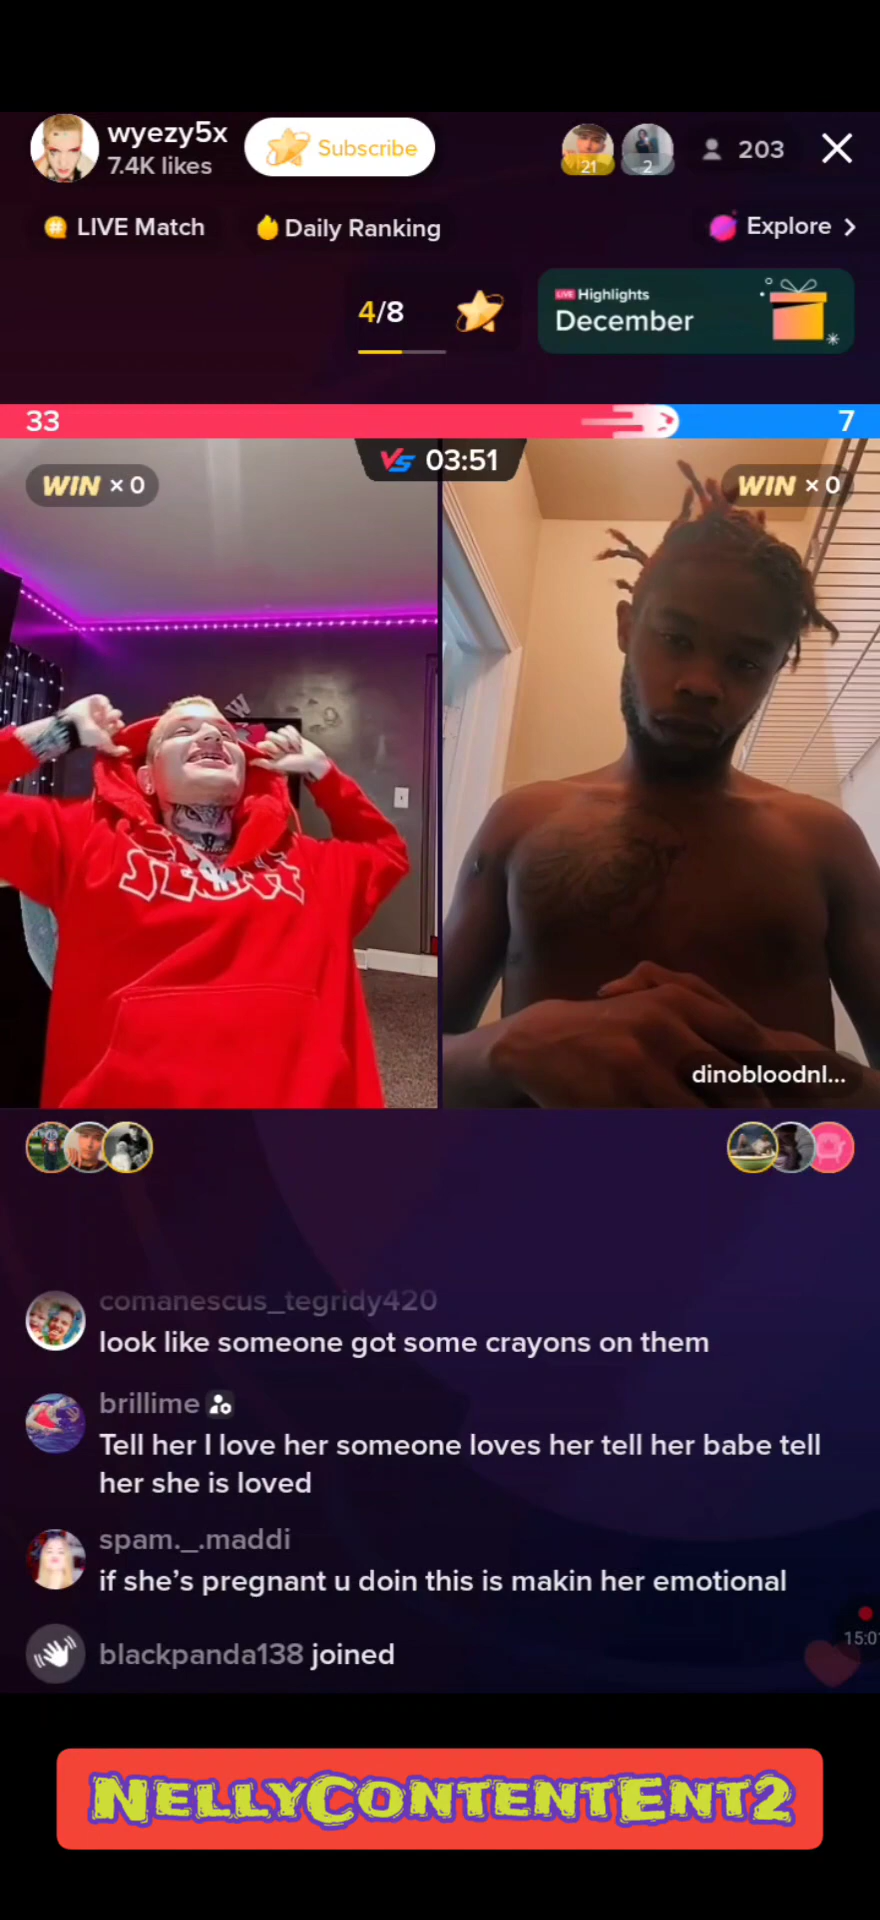 wyezy5x
7.4K likes
Subscribe
21
2
203
LIVE Match
Daily Ranking
Explore
4/8
LIVE Highlights
December
33
7
VS 03:51
WIN × 0
WIN × 0
W
dinobloodnl...
comanescus_tegridy420
look like someone got some crayons on them
brillime
Tell her I love her someone loves her tell her babe tell
her she is loved
spam._.maddi
if she's pregnant u doin this is makin her emotional
blackpanda138 joined
NELLYCONTENTENT2